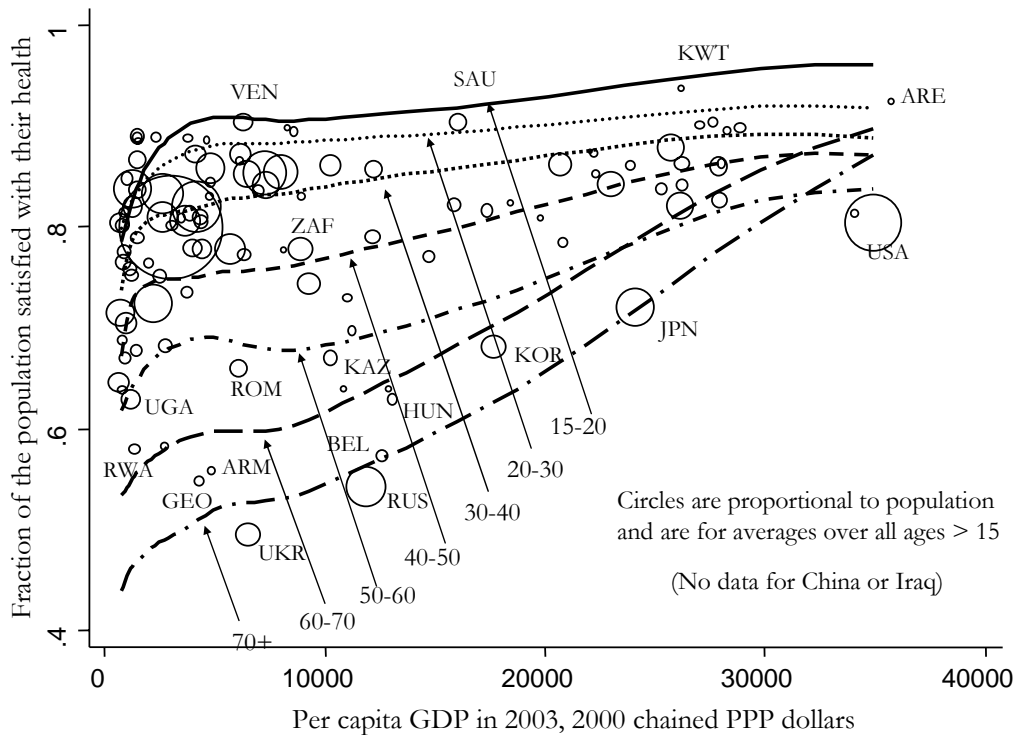 Fraction of the population satisfied with their health
1
.8
.6
.4
KWT
SAU
VEN
ARE
ZAF
USA
JPN
KOR
KAZ
ROM
HUN
UGA
15-20
BEL
20-30
RWA
ARM
GEO
RUS
30-40
Circles are proportional to population
and are for averages over all ages > 15
UKR
40-50
(No data for China or Iraq)
50-60
60-70
70+
0 10000 20000 30000 40000
Per capita GDP in 2003, 2000 chained PPP dollars